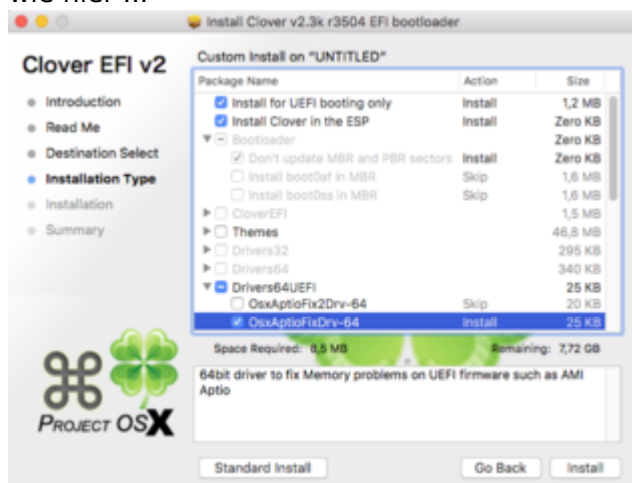 wie hier ...
Install Clover v2.3k r3504 EFI bootloader
Clover EFI v2
Introduction
Read Me
Destination Select
Installation Type
Installation
Summary
PROJECT OSX
Custom Install on "UNTITLED"
Package Name Action Size
Install for UEFI booting only Install 1,2 MB
Install Clover in the ESP Install Zero KB
Bootloader Zero KB
Don't update MBR and PBR sectors Install Zero KB
Install boot0af in MBR Skip 1,6 MB
Install boot0ss in MBR Skip 1,6 MB
CloverEFI 1,5 MB
Themes 46,8 MB
Drivers32 295 KB
Drivers64 340 KB
Drivers64UEFI 25 KB
OsxAptioFix2Drv-64 Skip 20 KB
OsxAptioFixDrv-64 Install 25 KB
Space Required: 8,5 MB Remaining: 7,72 GB
64bit driver to fix Memory problems on UEFI firmware such as AMI
Aptio
Standard Install Go Back Install